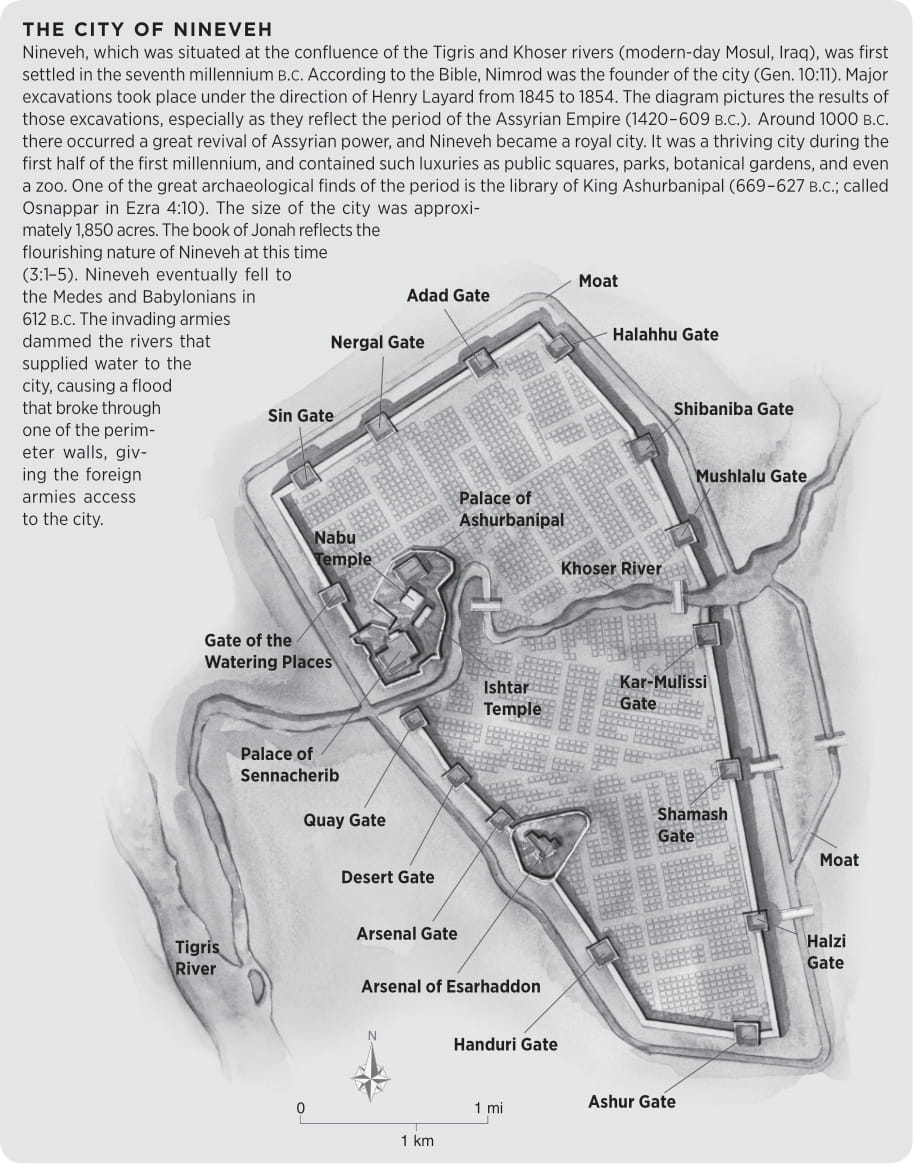 THE CITY OF NINEVEH
Nineveh, which was situated at the confluence of the Tigris and Khoser rivers (modern-day Mosul, Iraq), was first
settled in the seventh millennium B.C. According to the Bible, Nimrod was the founder of the city (Gen. 10:11). Major
excavations took place under the direction of Henry Layard from 1845 to 1854. The diagram pictures the results of
those excavations, especially as they reflect the period of the Assyrian Empire (1420–609 B.C.). Around 1000 B.C.
there occurred a great revival of Assyrian power, and Nineveh became a royal city. It was a thriving city during the
first half of the first millennium, and contained such luxuries as public squares, parks, botanical gardens, and even
a zoo. One of the great archaeological finds of the period is the library of King Ashurbanipal (669–627 B.C.; called
Osnappar in Ezra 4:10). The size of the city was approxi-
mately 1,850 acres. The book of Jonah reflects the
flourishing nature of Nineveh at this time
(3:1–5). Nineveh eventually fell to
the Medes and Babylonians in
612 B.C. The invading armies
dammed the rivers that
supplied water to the
city, causing a flood
that broke through
one of the perim-
eter walls, giv-
ing the foreign
armies access
to the city.
Moat
Adad Gate
Halahhu Gate
Nergal Gate
Shibaniba Gate
Sin Gate
Mushlalu Gate
Palace of
Ashurbanipal
Nabu
Temple
Khoser River
Gate of the
Watering Places
Ishtar
Temple
Kar-Mulissi
Gate
Palace of
Sennacherib
Quay Gate
Shamash
Gate
Moat
Desert Gate
Arsenal Gate
Halzi
Gate
Tigris
River
Arsenal of Esarhaddon
Handuri Gate
Ashur Gate
N
0
1 mi
1 km